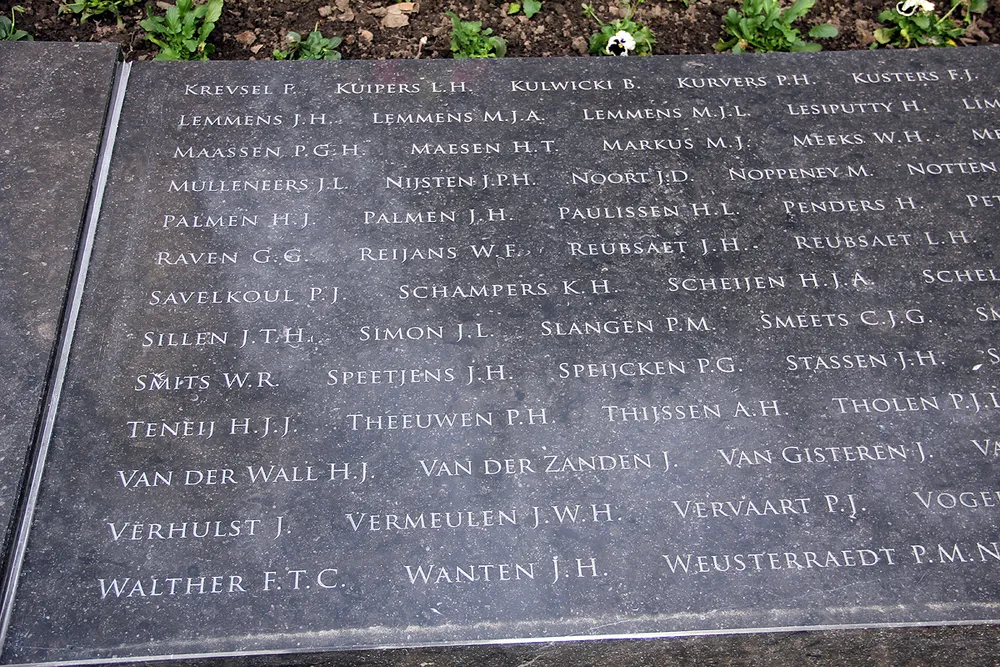 KREVSEL P. KUIPERS L.H. KULWICKI B. KURVERS P.H. KUSTERS F.J.
LEMMENS J.H. LEMMENS M.J.A. LEMMENS M.J.L. LESIPUTTY H.
MAASSEN P.G.H. MAESEN H.T. MARKUS M.J. MEEKS W.H.
MULLENEERS J.L. NIJSTEN J.P.H. NOORT J.D. NOPPENEY M. NOTTEN
PALMEN H.J. PALMEN J.H. PAULISSEN H.L. PENDERS H.
RAVEN G.G. REIJANS W.F. REUBSAET J.H. REUBSAET L.H.
SAVELKOUL P.J. SCHAMPERS K.H. SCHEIJEN H.J.A.
SILLEN J.T.H. SIMON J.L. SLANGEN P.M. SMEETS C.J.G.
SMITS W.R. SPEETJENS J.H. SPEIJCKEN P.G. STASSEN J.H.
TENEIJ H.J.J. THEEUWEN P.H. THIJSSEN A.H. THOLEN P.J.
VAN DER WALL H.J. VAN DER ZANDEN J. VAN GISTEREN J.
VERHULST J. VERMEULEN J.W.H. VERVAART P.J.
WALTHER F.T.C. WANTEN J.H. WEUSTERRAEDT P.M.N